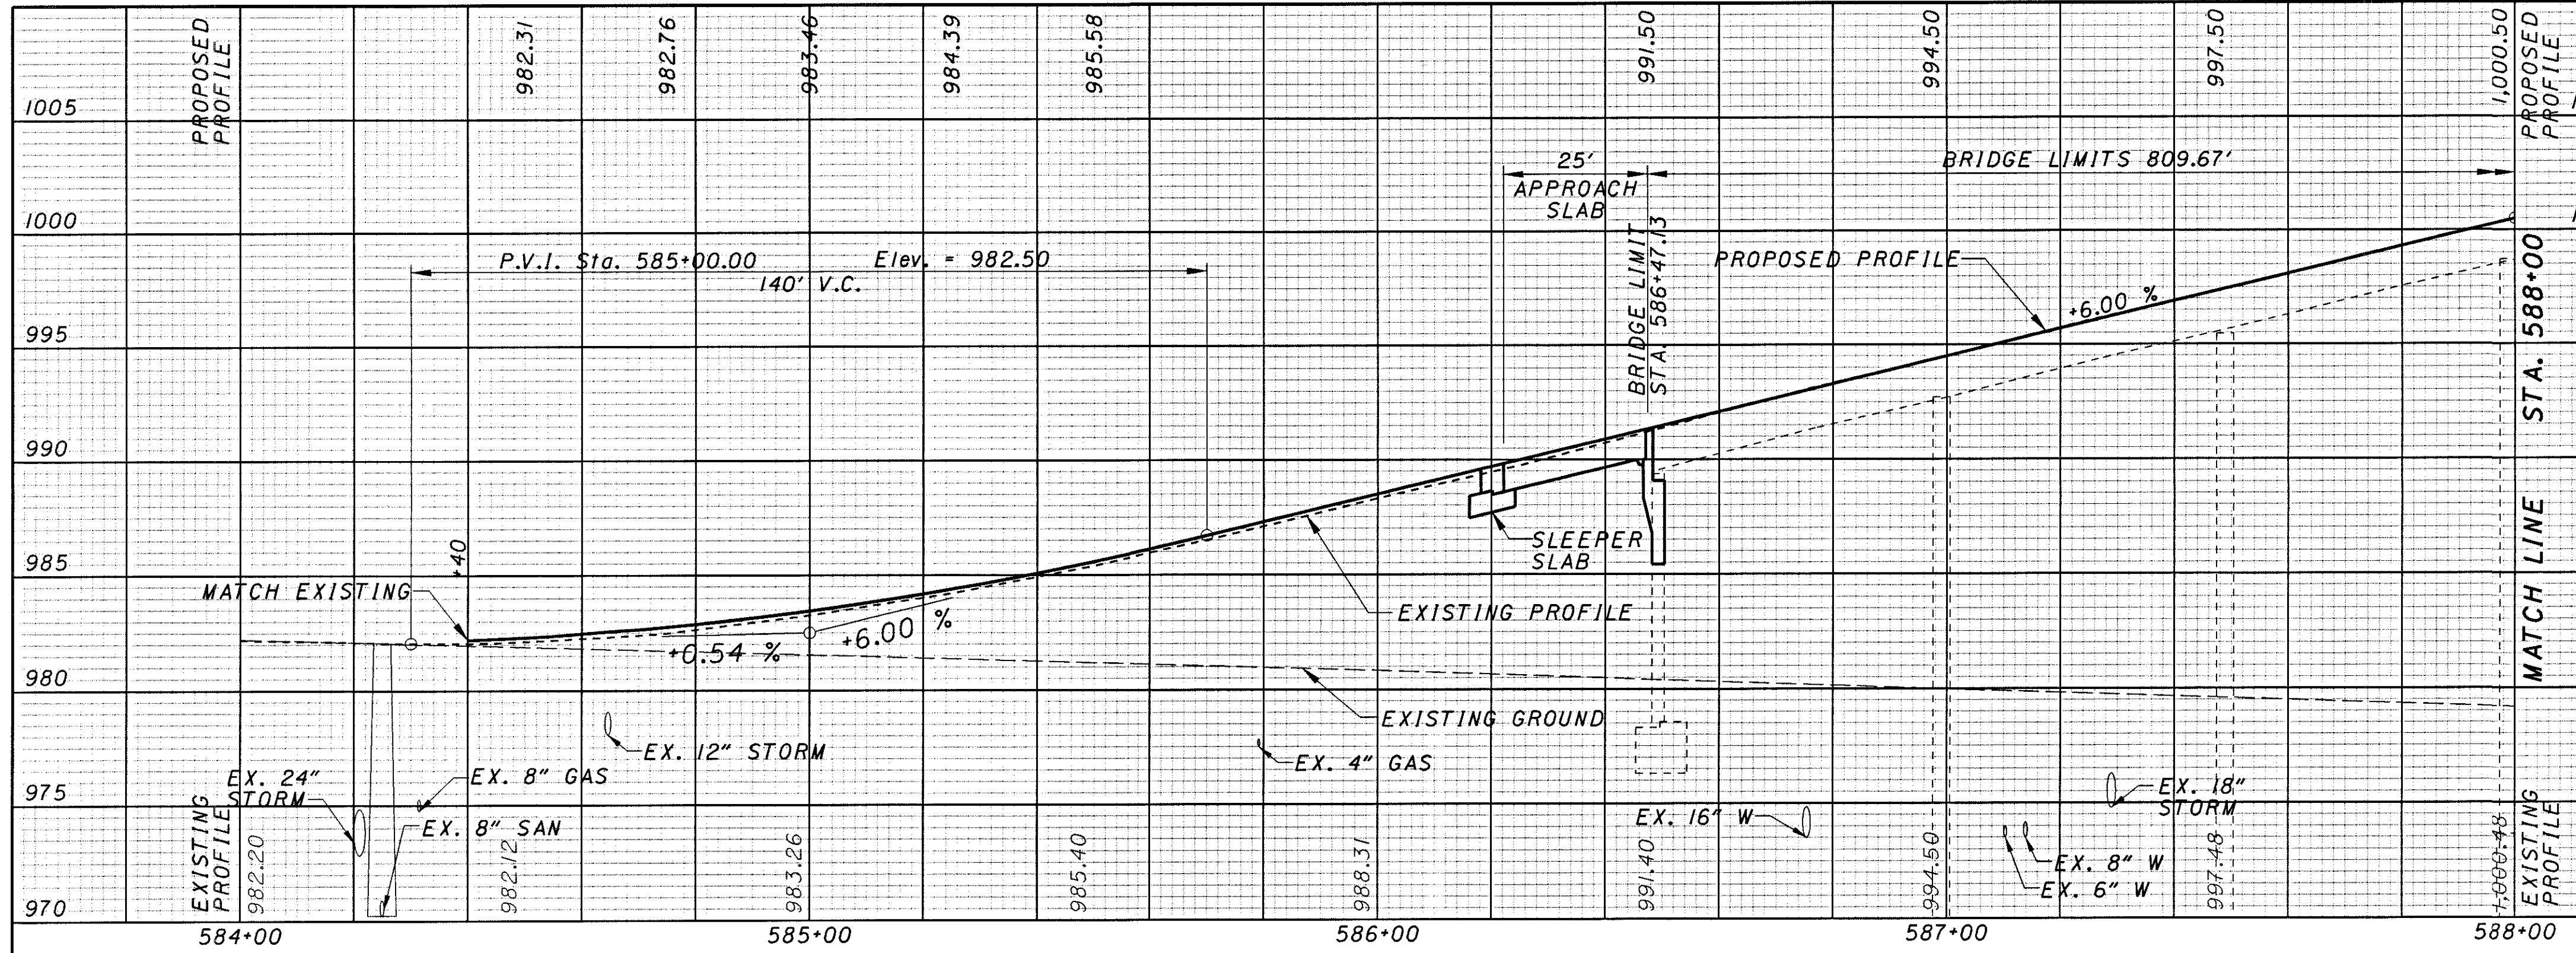 PROPOSED
PROFILE
982.31
982.76
983.46
984.39
985.58
991.50
994.50
997.50
1,000.50
PROPOSED
PROFILE
1005
1000
995
990
985
980
975
970
25'
APPROACH
SLAB
BRIDGE LIMITS 809.67'
BRIDGE LIMIT
STA. 586+47.13
P.V.I. Sta. 585+00.00
Elev. = 982.50
140' V.C.
PROPOSED PROFILE
+6.00 %
MATCH LINE STA. 588+00
+40
MATCH EXISTING
SLEEPER
SLAB
EXISTING PROFILE
+0.54 %
+6.00 %
EXISTING GROUND
EX. 12" STORM
EX. 4" GAS
EX. 24"
STORM
EX. 8" GAS
EX. 8" SAN
EX. 16" W
EX. 18"
STORM
EX. 8" W
EX. 6" W
EXISTING
PROFILE
982.20
982.12
983.26
985.40
988.31
991.40
994.50
997.48
1,000.48
EXISTING
PROFILE
584+00
585+00
586+00
587+00
588+00